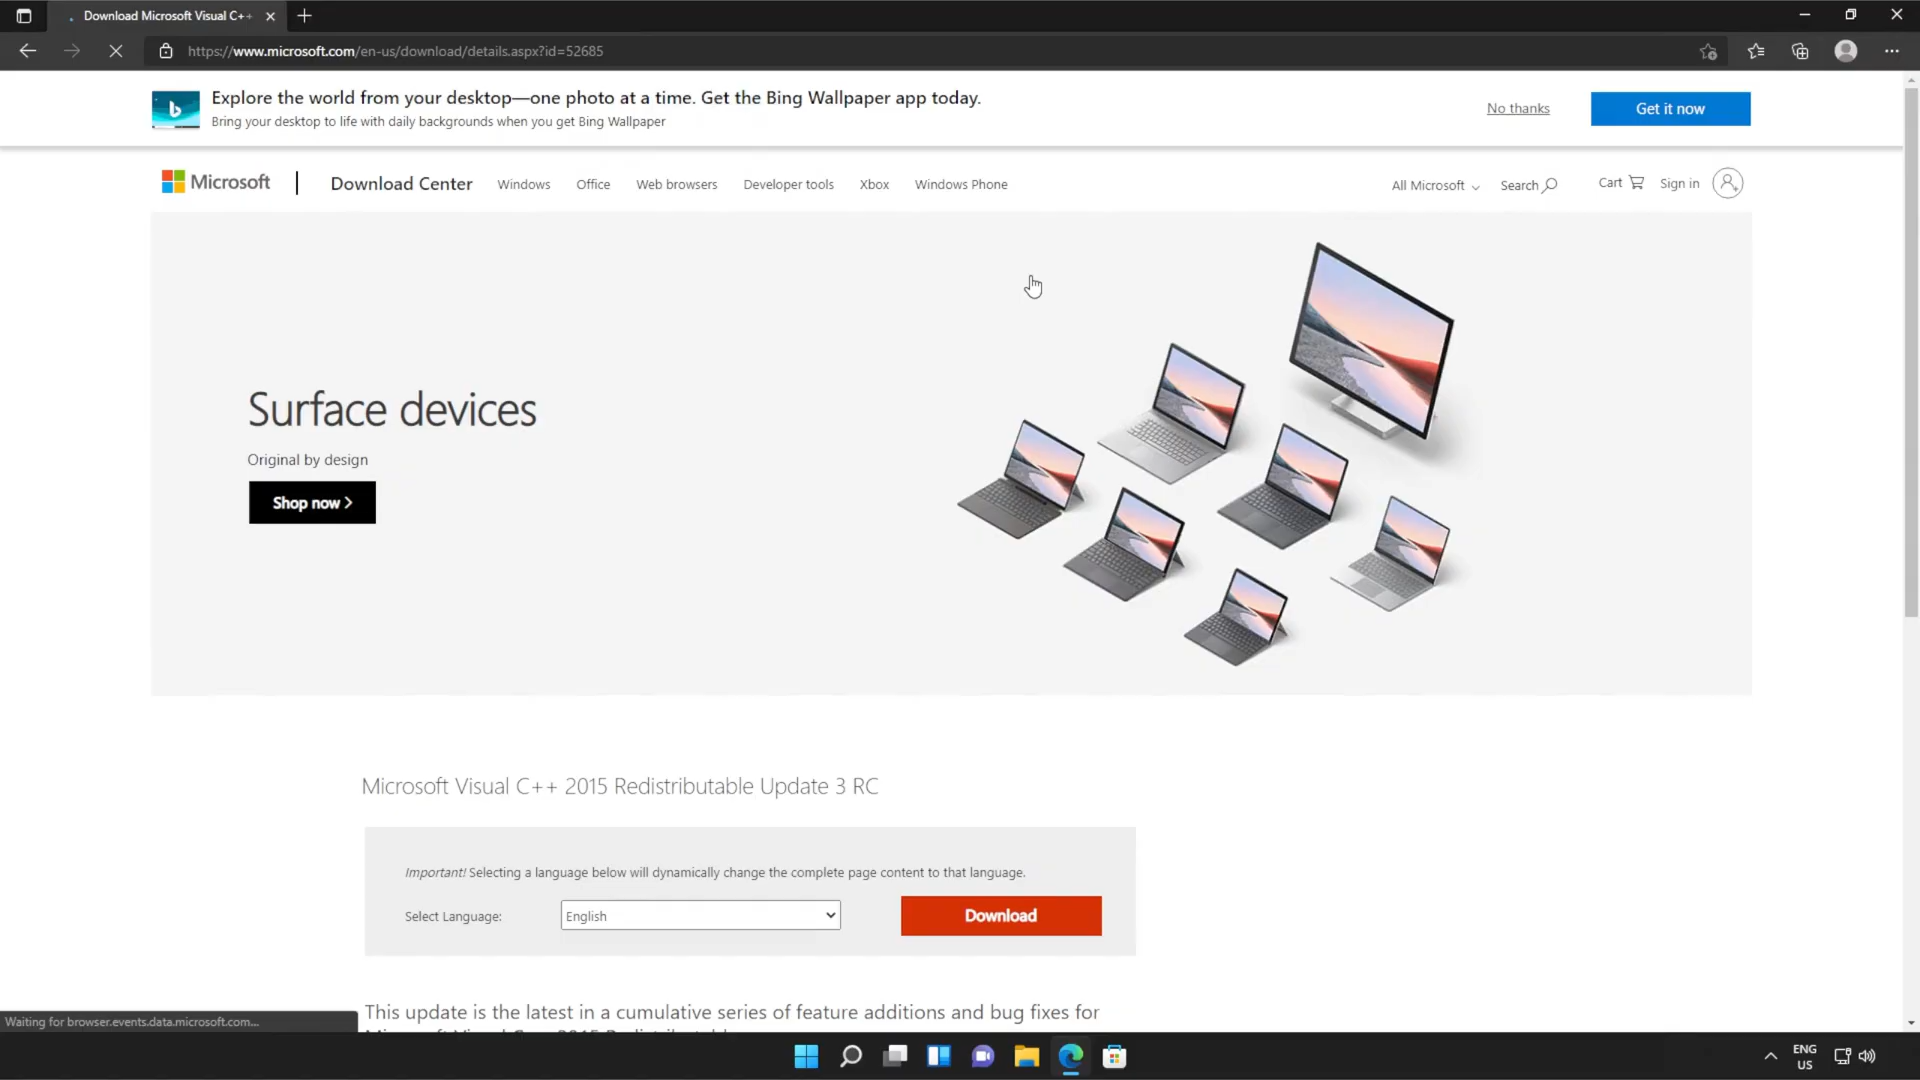 Download Microsoft Visual C++
https://www.microsoft.com/en-us/download/details.aspx?id=52685
Explore the world from your desktop—one photo at a time. Get the Bing Wallpaper app today.
Bring your desktop to life with daily backgrounds when you get Bing Wallpaper
No thanks
Get it now
Microsoft
Download Center
Windows
Office
Web browsers
Developer tools
Xbox
Windows Phone
All Microsoft
Search
Cart
Sign in
Surface devices
Original by design
Shop now
Microsoft Visual C++ 2015 Redistributable Update 3 RC
Important! Selecting a language below will dynamically change the complete page content to that language.
Select Language:
English
Download
This update is the latest in a cumulative series of feature additions and bug fixes for
Waiting for browser.events.data.microsoft.com...
ENG
US